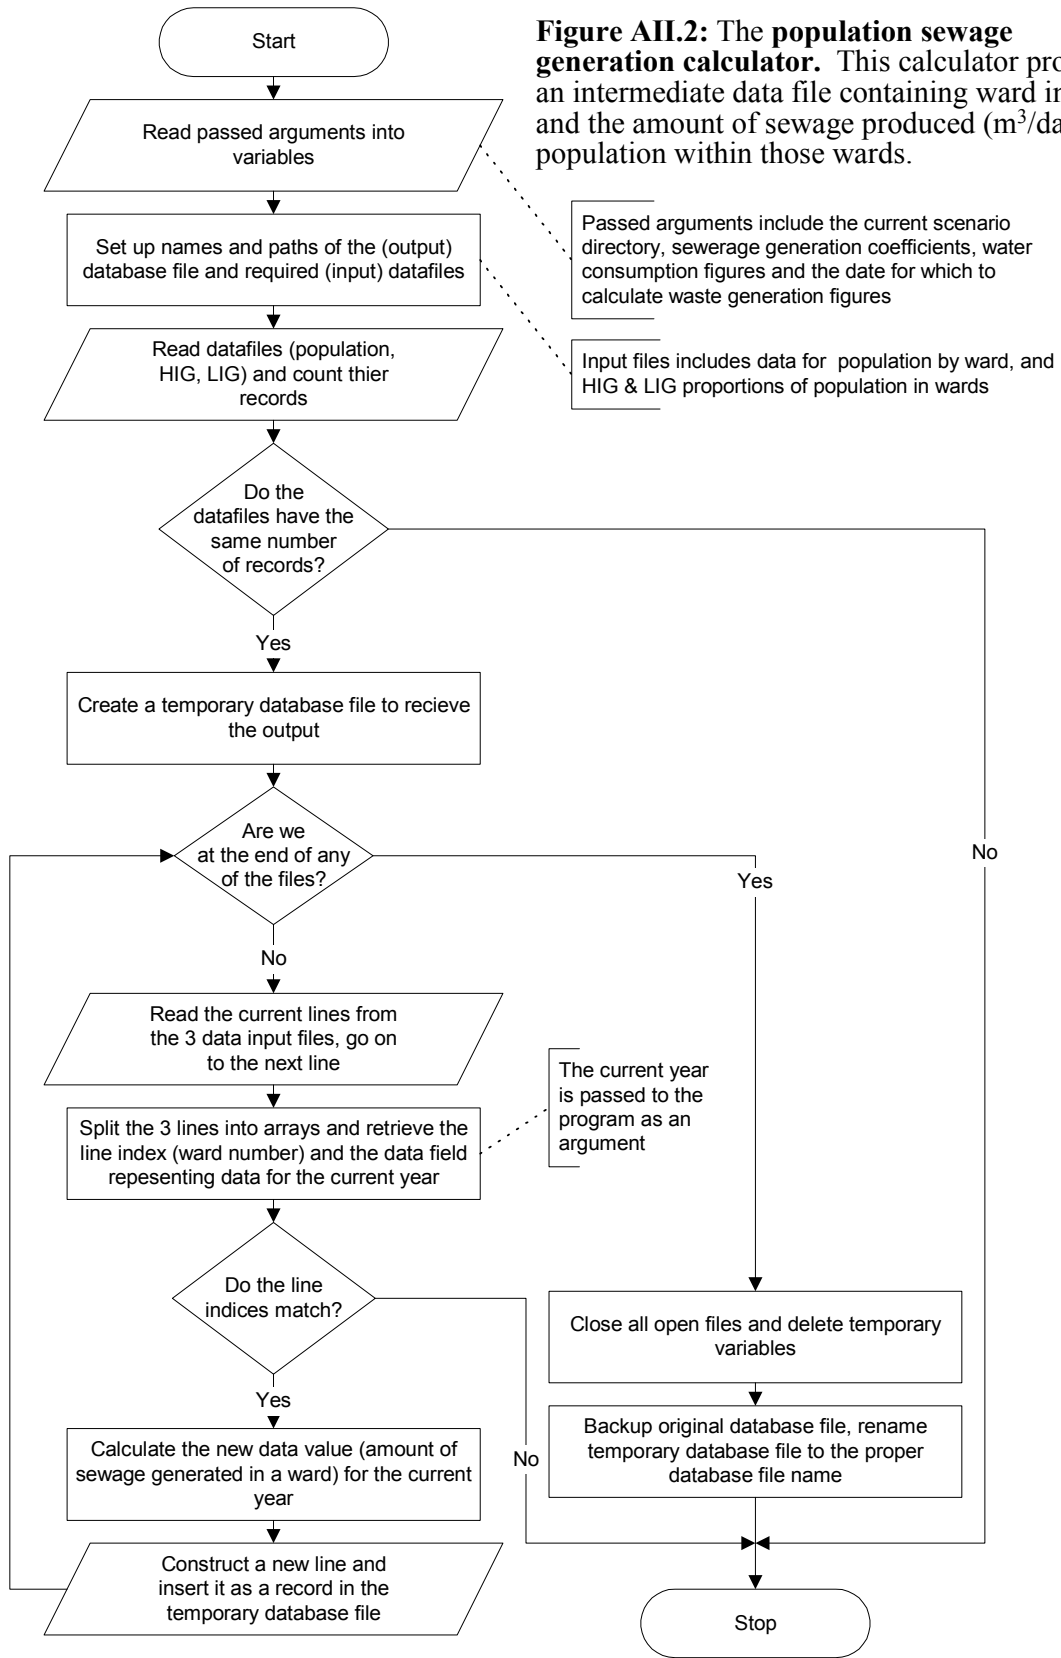 Start
Figure AII.2: The population sewage
generation calculator. This calculator pro
an intermediate data file containing ward in
and the amount of sewage produced (m³/da
population within those wards.
Read passed arguments into
variables
Passed arguments include the current scenario
directory, sewerage generation coefficients, water
consumption figures and the date for which to
calculate waste generation figures
Set up names and paths of the (output)
database file and required (input) datafiles
Read datafiles (population,
HIG, LIG) and count thier
records
Input files includes data for population by ward, and
HIG & LIG proportions of population in wards
Do the
datafiles have the
same number
of records?
Yes
No
Create a temporary database file to recieve
the output
Are we
at the end of any
of the files?
Yes
No
Read the current lines from
the 3 data input files, go on
to the next line
The current year
is passed to the
program as an
argument
Split the 3 lines into arrays and retrieve the
line index (ward number) and the data field
repesenting data for the current year
Do the line
indices match?
Yes
No
Calculate the new data value (amount of
sewage generated in a ward) for the current
year
Construct a new line and
insert it as a record in the
temporary database file
Close all open files and delete temporary
variables
Backup original database file, rename
temporary database file to the proper
database file name
Stop